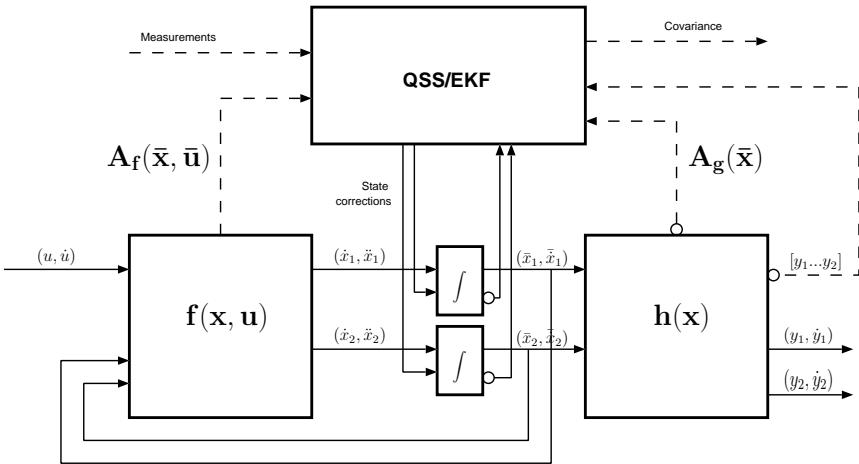 Measurements
Covariance
QSS/EKF
A_f(x̄, ū)
A_g(x̄)
State
corrections
(u, u̇)
(ẋ₁, ẍ₁)
∫
(x̄₁, x̄̇₁)
[y₁...y₂]
f(x, u)
h(x)
(ẋ₂, ẍ₂)
∫
(x̄₂, x̄̇₂)
(y₁, ẏ₁)
(y₂, ẏ₂)